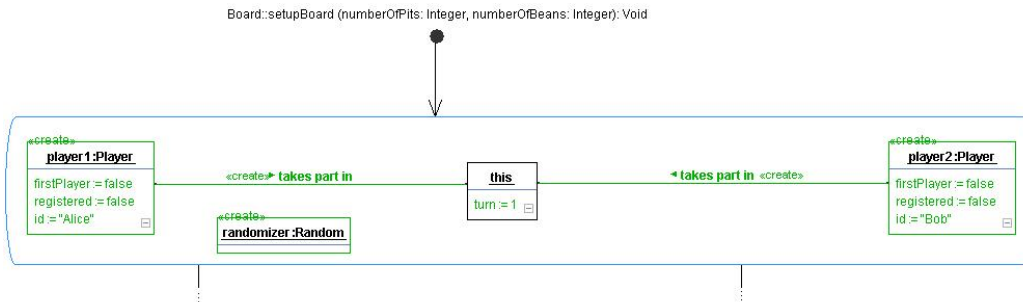 Board::setupBoard (numberOfPits: Integer, numberOfBeans: Integer): Void
«create»
player1:Player
firstPlayer := false
registered := false
id := "Alice"
«create» takes part in
«create»
randomizer :Random
this
turn := 1
takes part in «create»
«create»
player2:Player
firstPlayer := false
registered := false
id := "Bob"